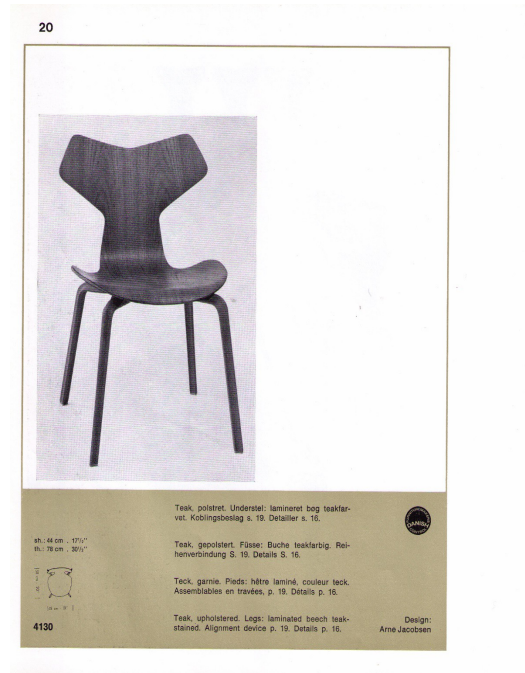 20
Teak, polstret. Understel: lamineret bøg teakfar-
vet. Koblingsbeslag s. 19. Detailler s. 16.
DANISH
sh.: 44 cm . 17½"
th.: 78 cm . 30½"
Teak, gepolstert. Füsse: Buche teakfarbig. Rei-
henverbindung S. 19. Details S. 16.
Teck, garnie. Pieds: hêtre laminé, couleur teck.
Assemblables en travées, p. 19. Détails p. 16.
4130
Teak, upholstered. Legs: laminated beech teak-
stained. Alignment device p. 19. Details p. 16.
Design:
Arne Jacobsen